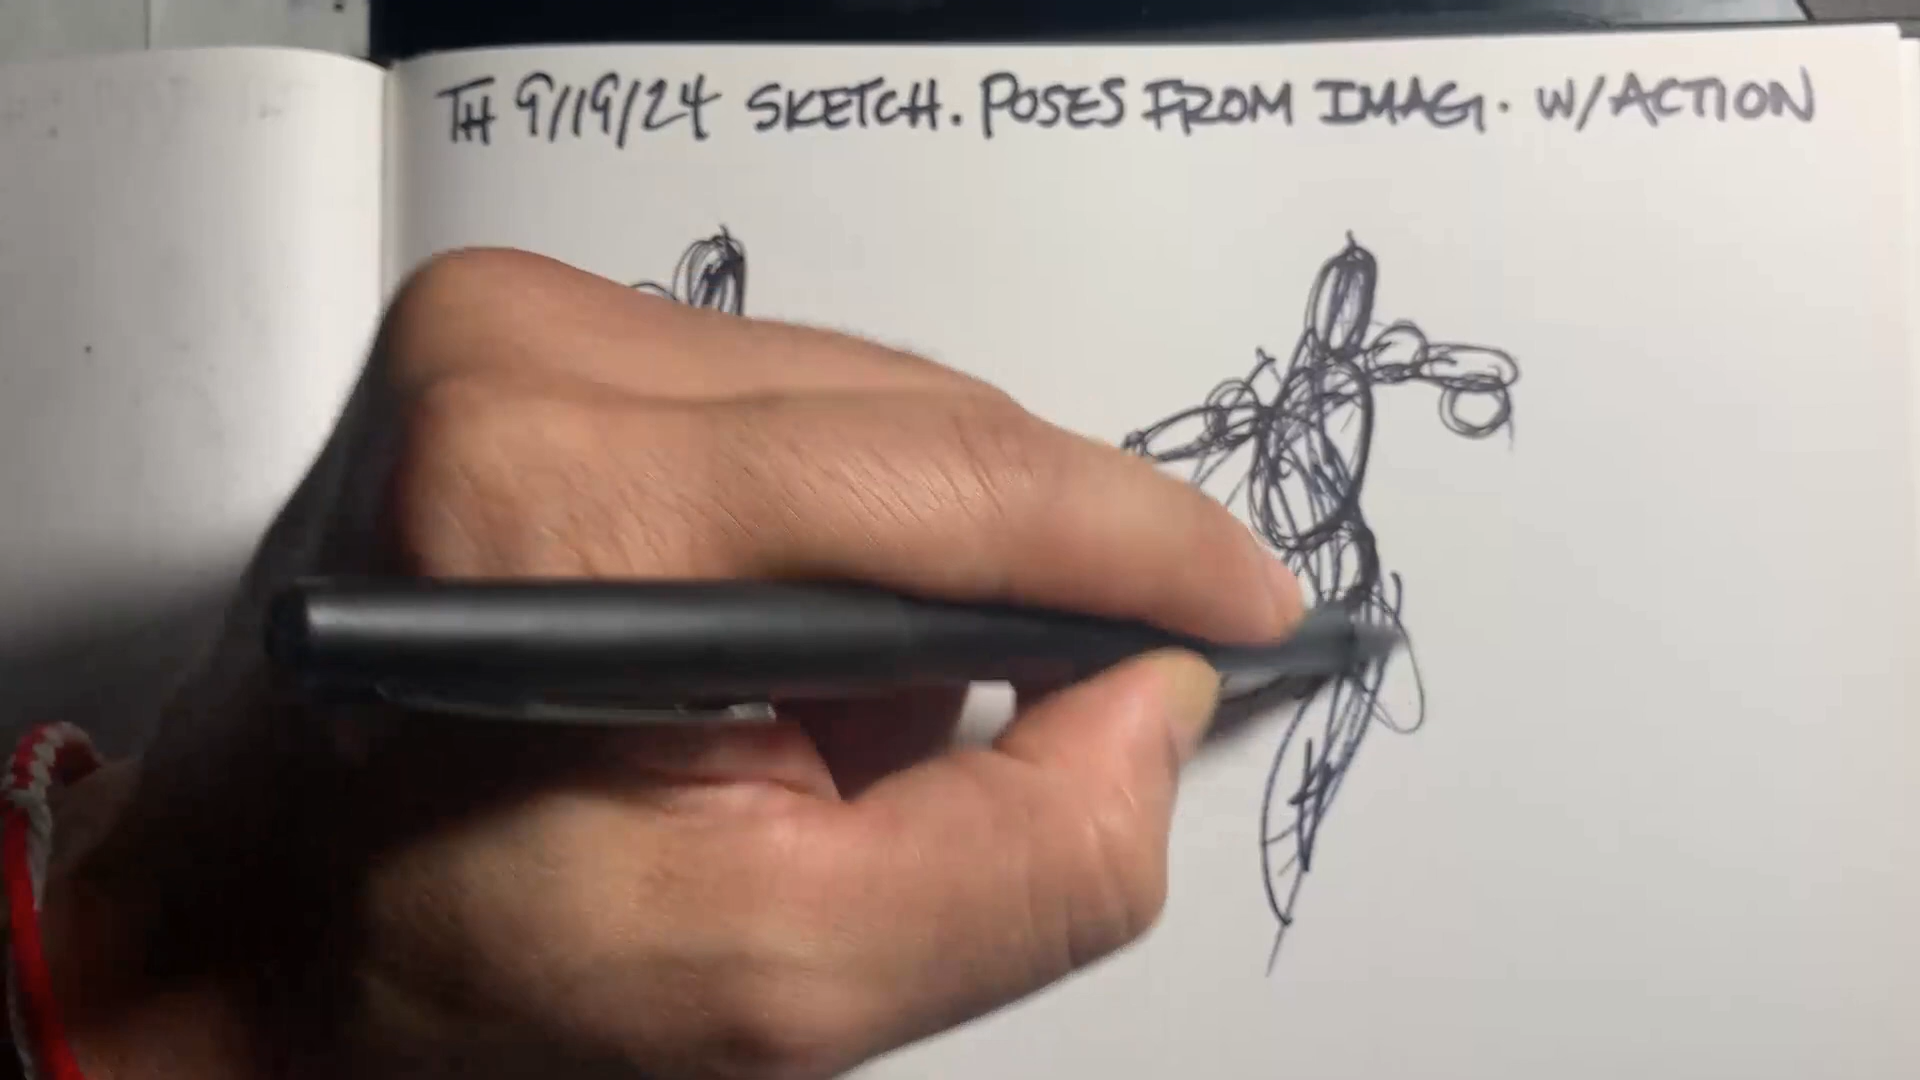 TH 9/19/24 SKETCH. POSES FROM IMAG. W/ACTION